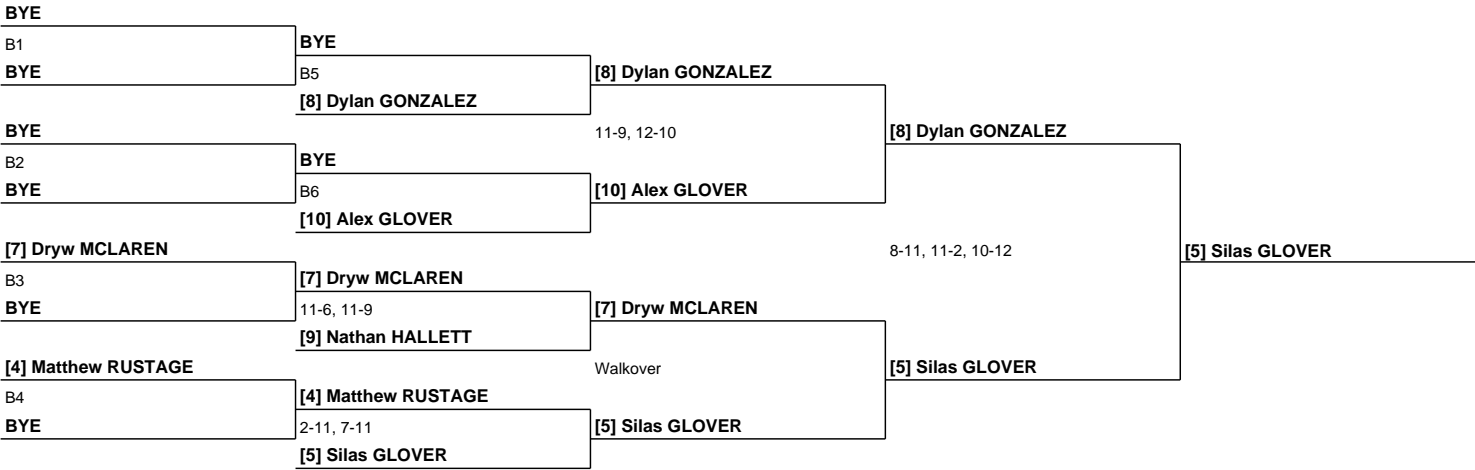 BYE
B1
BYE
BYE
B5
[8] Dylan GONZALEZ
[8] Dylan GONZALEZ
BYE
B2
BYE
BYE
B6
[10] Alex GLOVER
11-9, 12-10
[10] Alex GLOVER
[8] Dylan GONZALEZ
[7] Dryw MCLAREN
B3
BYE
[7] Dryw MCLAREN
11-6, 11-9
[9] Nathan HALLETT
[7] Dryw MCLAREN
[4] Matthew RUSTAGE
B4
BYE
[4] Matthew RUSTAGE
2-11, 7-11
[5] Silas GLOVER
Walkover
[5] Silas GLOVER
[5] Silas GLOVER
8-11, 11-2, 10-12
[5] Silas GLOVER